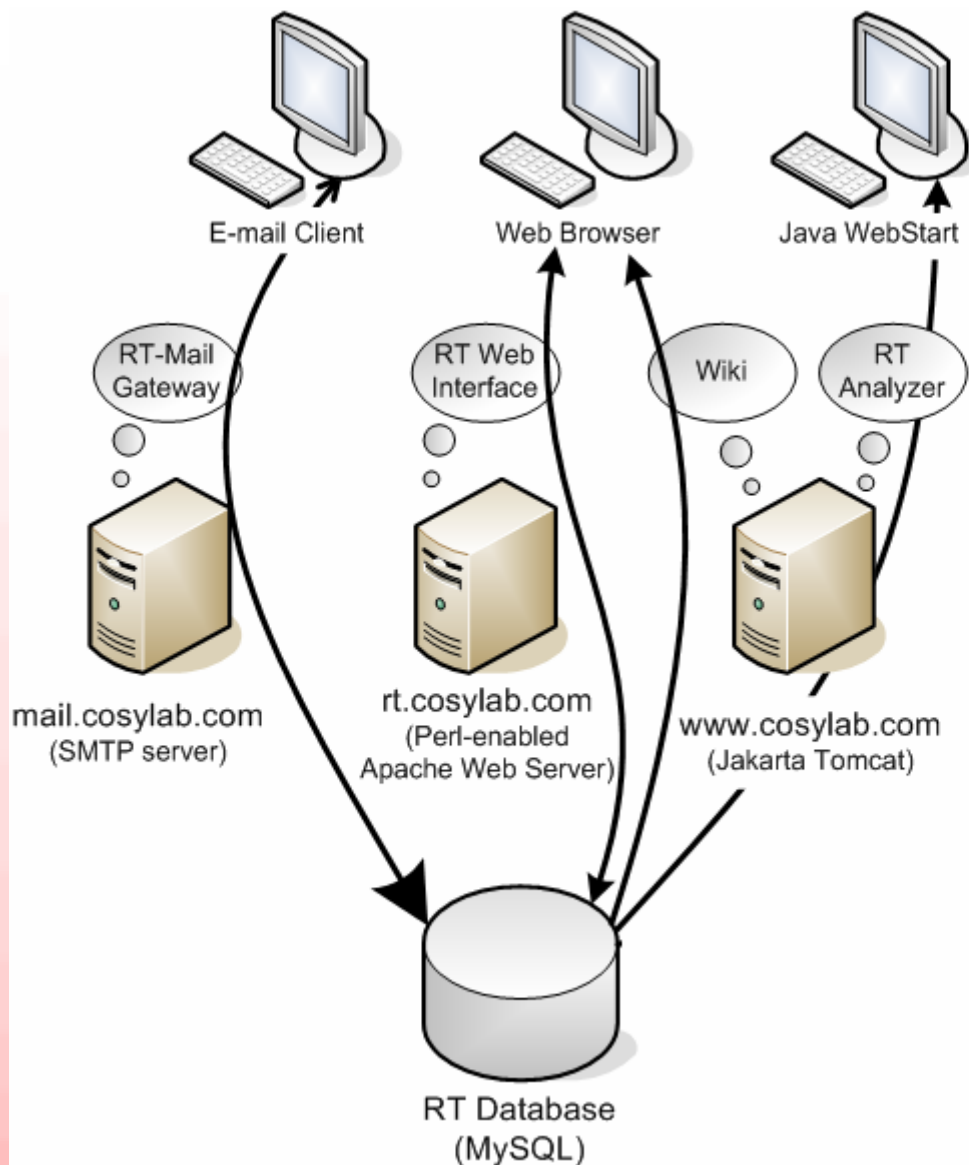 E-mail Client
Web Browser
Java WebStart
RT-Mail
Gateway
RT Web
Interface
Wiki
RT
Analyzer
mail.cosylab.com
(SMTP server)
rt.cosylab.com
(Perl-enabled
Apache Web Server)
www.cosylab.com
(Jakarta Tomcat)
RT Database
(MySQL)